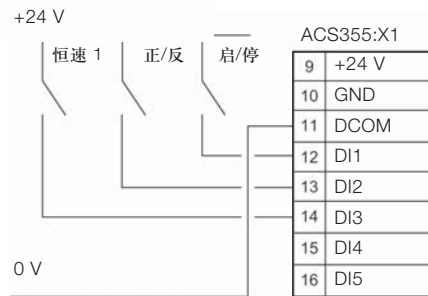 +24 V
恒速 1 正/反 启/停
ACS355:X1
9 +24 V
10 GND
11 DCOM
12 DI1
13 DI2
14 DI3
15 DI4
16 DI5
0 V